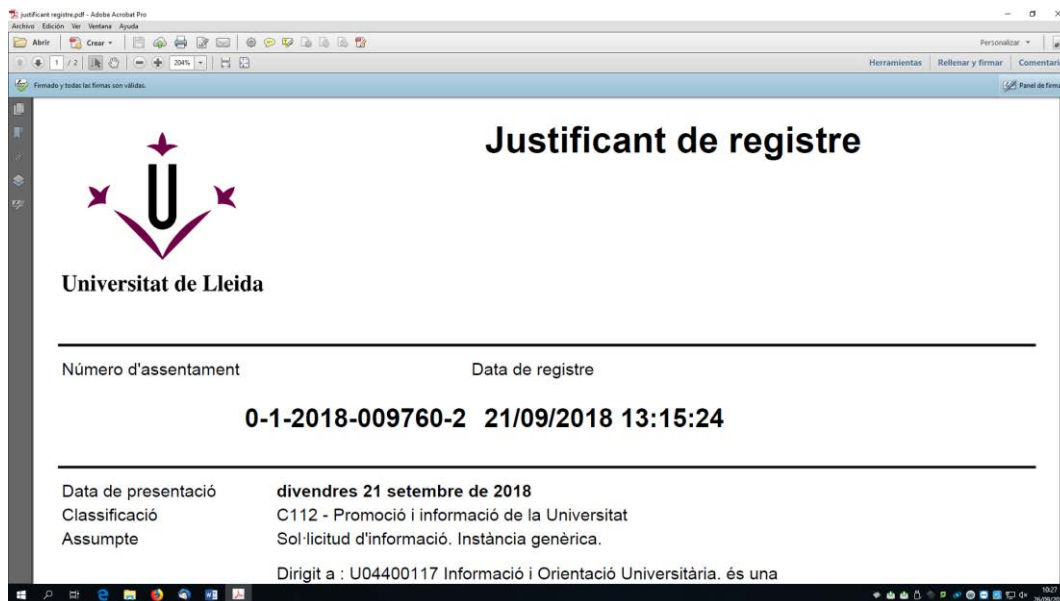 justificant registre.pdf - Adobe Acrobat Pro
Archivo Edición Ver Ventana Ayuda
Abrir Crear Personalizar
1 / 2 204% Herramientas Rellenar y firmar Comentari
Firmado y todas las firmas son válidas. Panel de firma
Justificant de registre
U
Universitat de Lleida
Número d'assentament Data de registre
0-1-2018-009760-2 21/09/2018 13:15:24
Data de presentació divendres 21 setembre de 2018
Classificació C112 - Promoció i informació de la Universitat
Assumpte Sol·licitud d'informació. Instància genèrica.
Dirigit a : U04400117 Informació i Orientació Universitària. és una
10:27